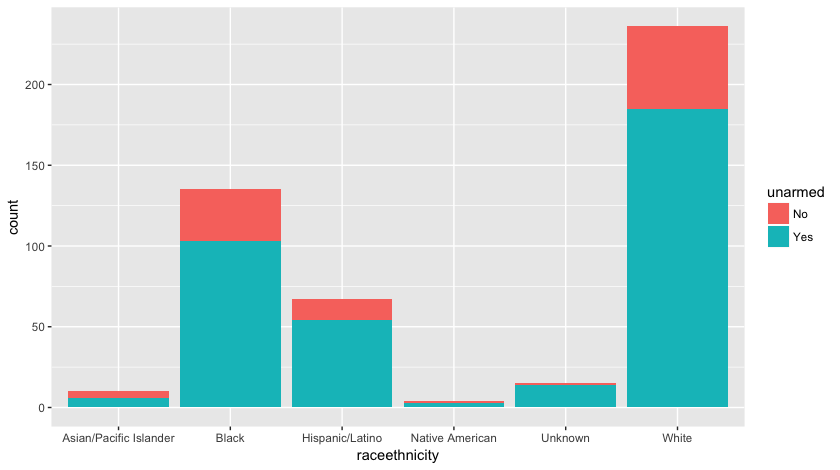 count
200
150
100
50
0
Asian/Pacific Islander Black Hispanic/Latino Native American Unknown White
raceethnicity
unarmed
No
Yes